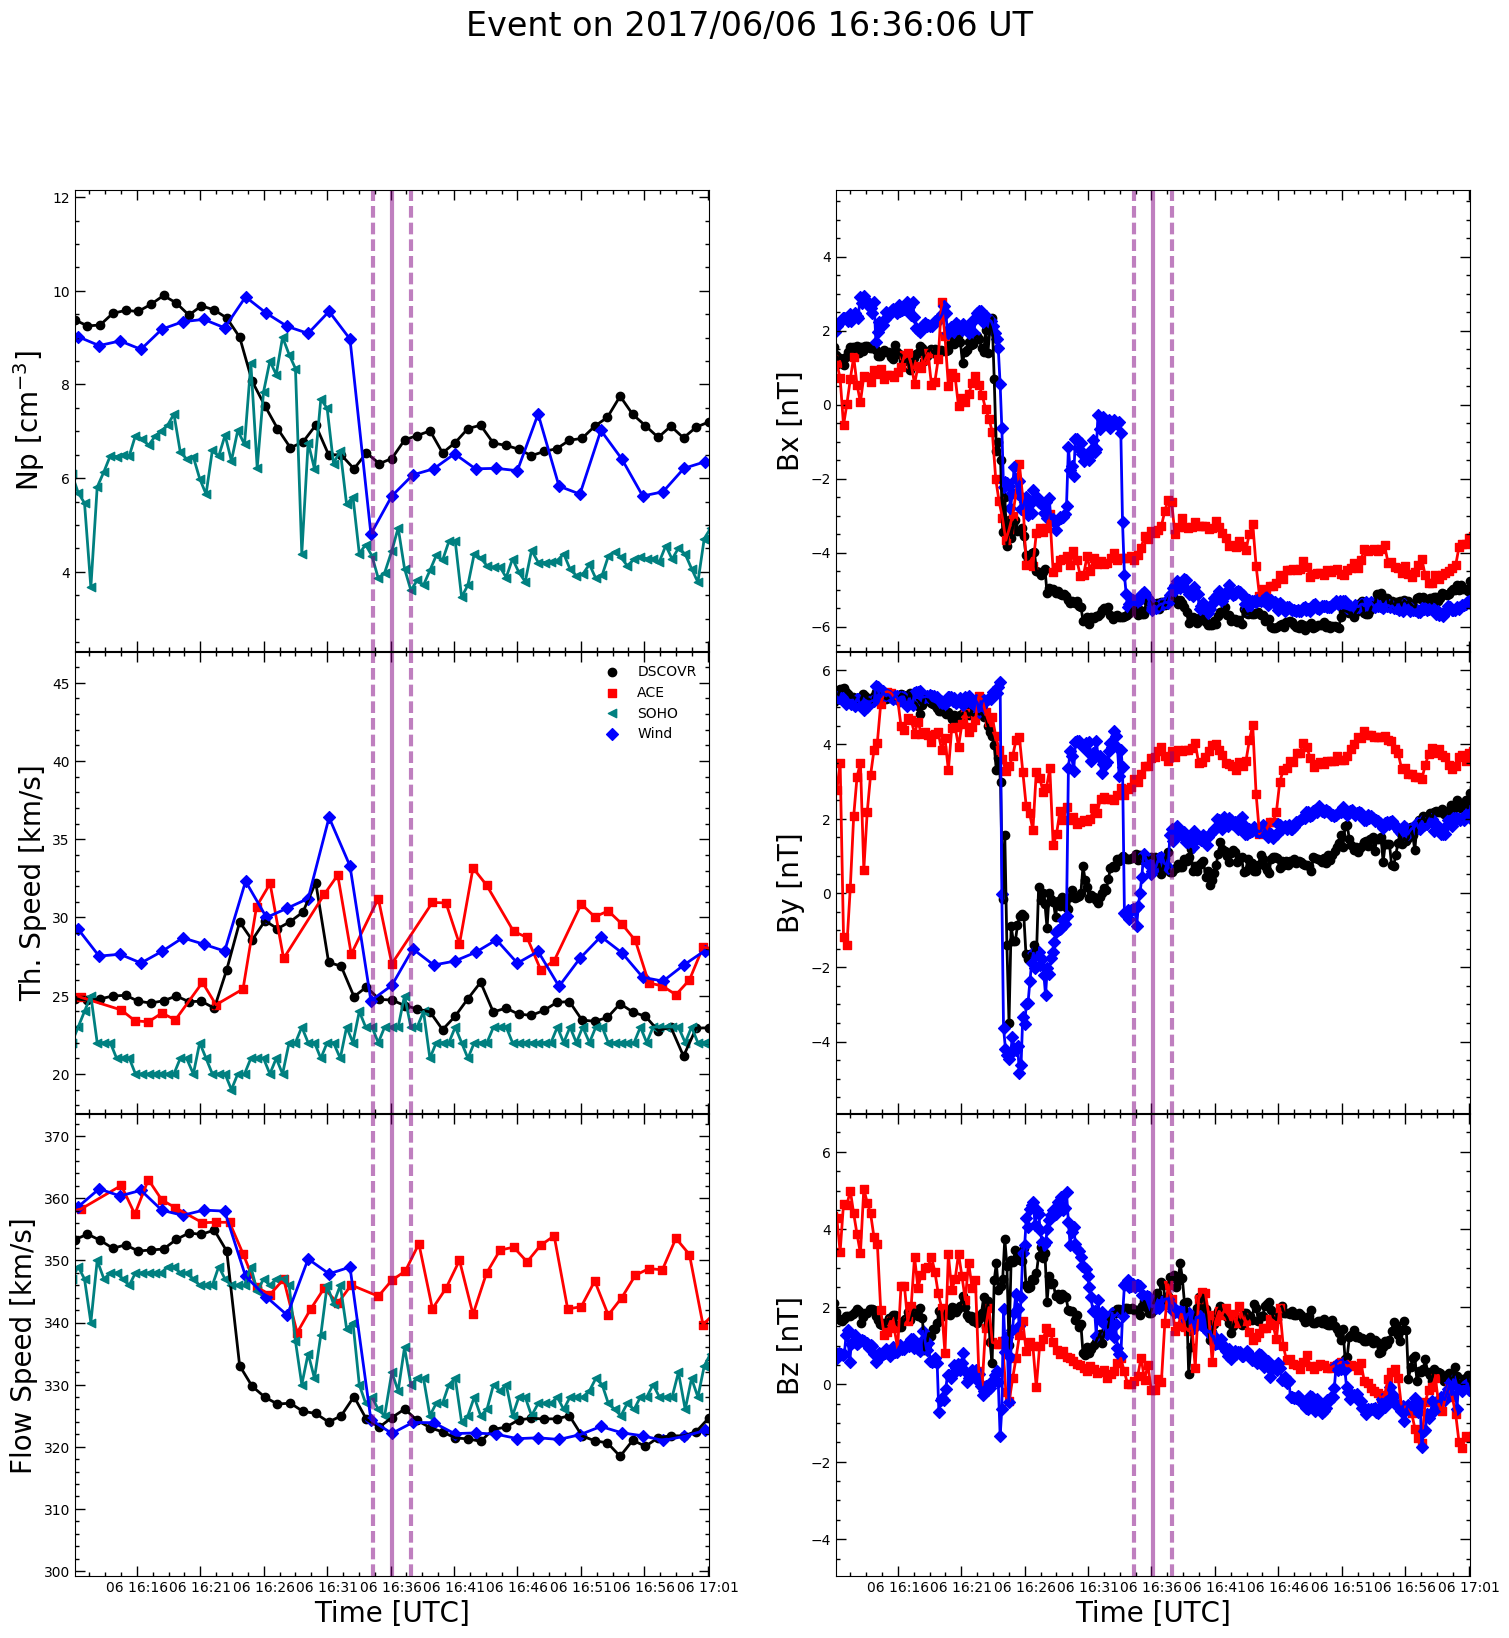 Event on 2017/06/06 16:36:06 UT
Np [cm⁻³]
12
10
8
6
4
Bx [nT]
4
2
0
−2
−4
−6
Th. Speed [km/s]
45
40
35
30
25
20
DSCOVR
ACE
SOHO
Wind
By [nT]
6
4
2
0
−2
−4
Flow Speed [km/s]
370
360
350
340
330
320
310
300
Bz [nT]
6
4
2
0
−2
−4
06 16:16 06 16:21 06 16:26 06 16:31 06 16:36 06 16:41 06 16:46 06 16:51 06 16:56 06 17:01
Time [UTC]
06 16:16 06 16:21 06 16:26 06 16:31 06 16:36 06 16:41 06 16:46 06 16:51 06 16:56 06 17:01
Time [UTC]